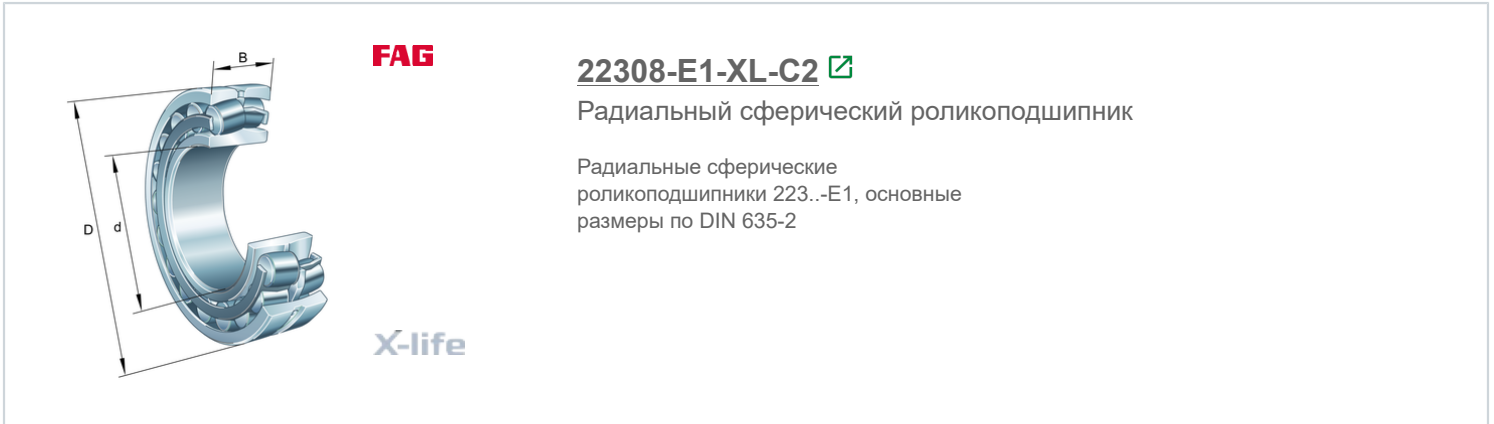 B
FAG
22308-E1-XL-C2
Радиальный сферический роликоподшипник
Радиальные сферические
роликоподшипники 223..-E1, основные
размеры по DIN 635-2
D
d
X-life